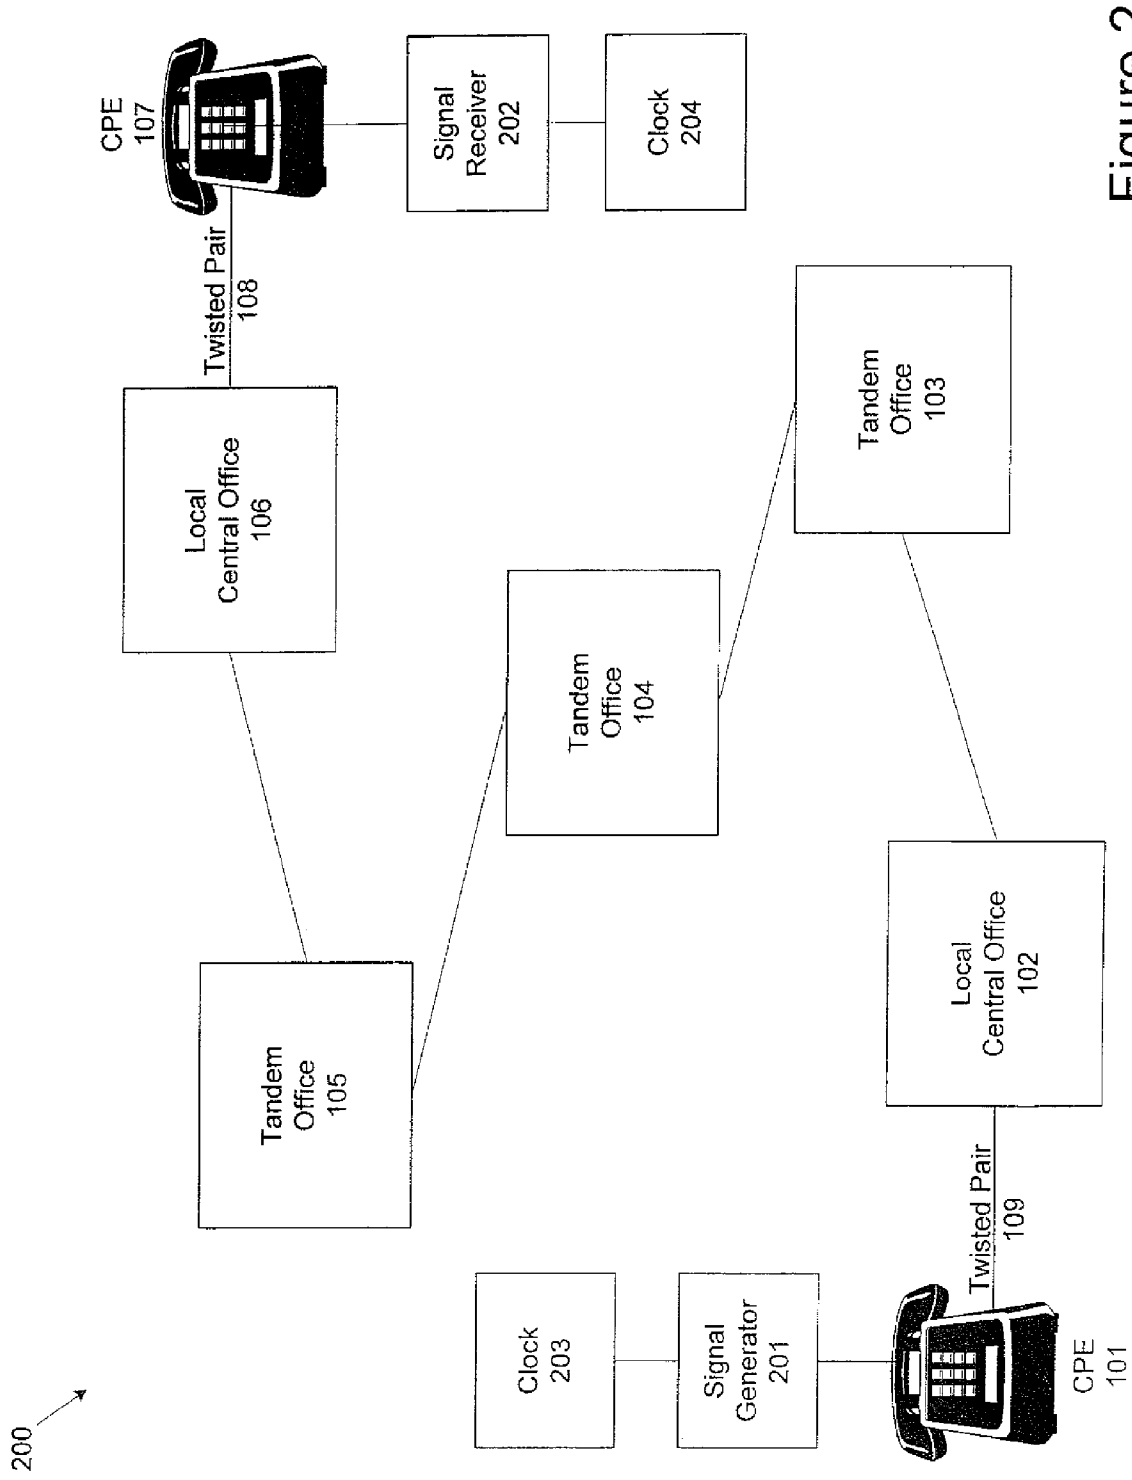 200
CPE
107
Twisted Pair
108
Signal
Receiver
202
Clock
204
Local
Central Office
106
Tandem
Office
105
Tandem
Office
104
Tandem
Office
103
Local
Central Office
102
Twisted Pair
109
Clock
203
Signal
Generator
201
CPE
101
Figure 2